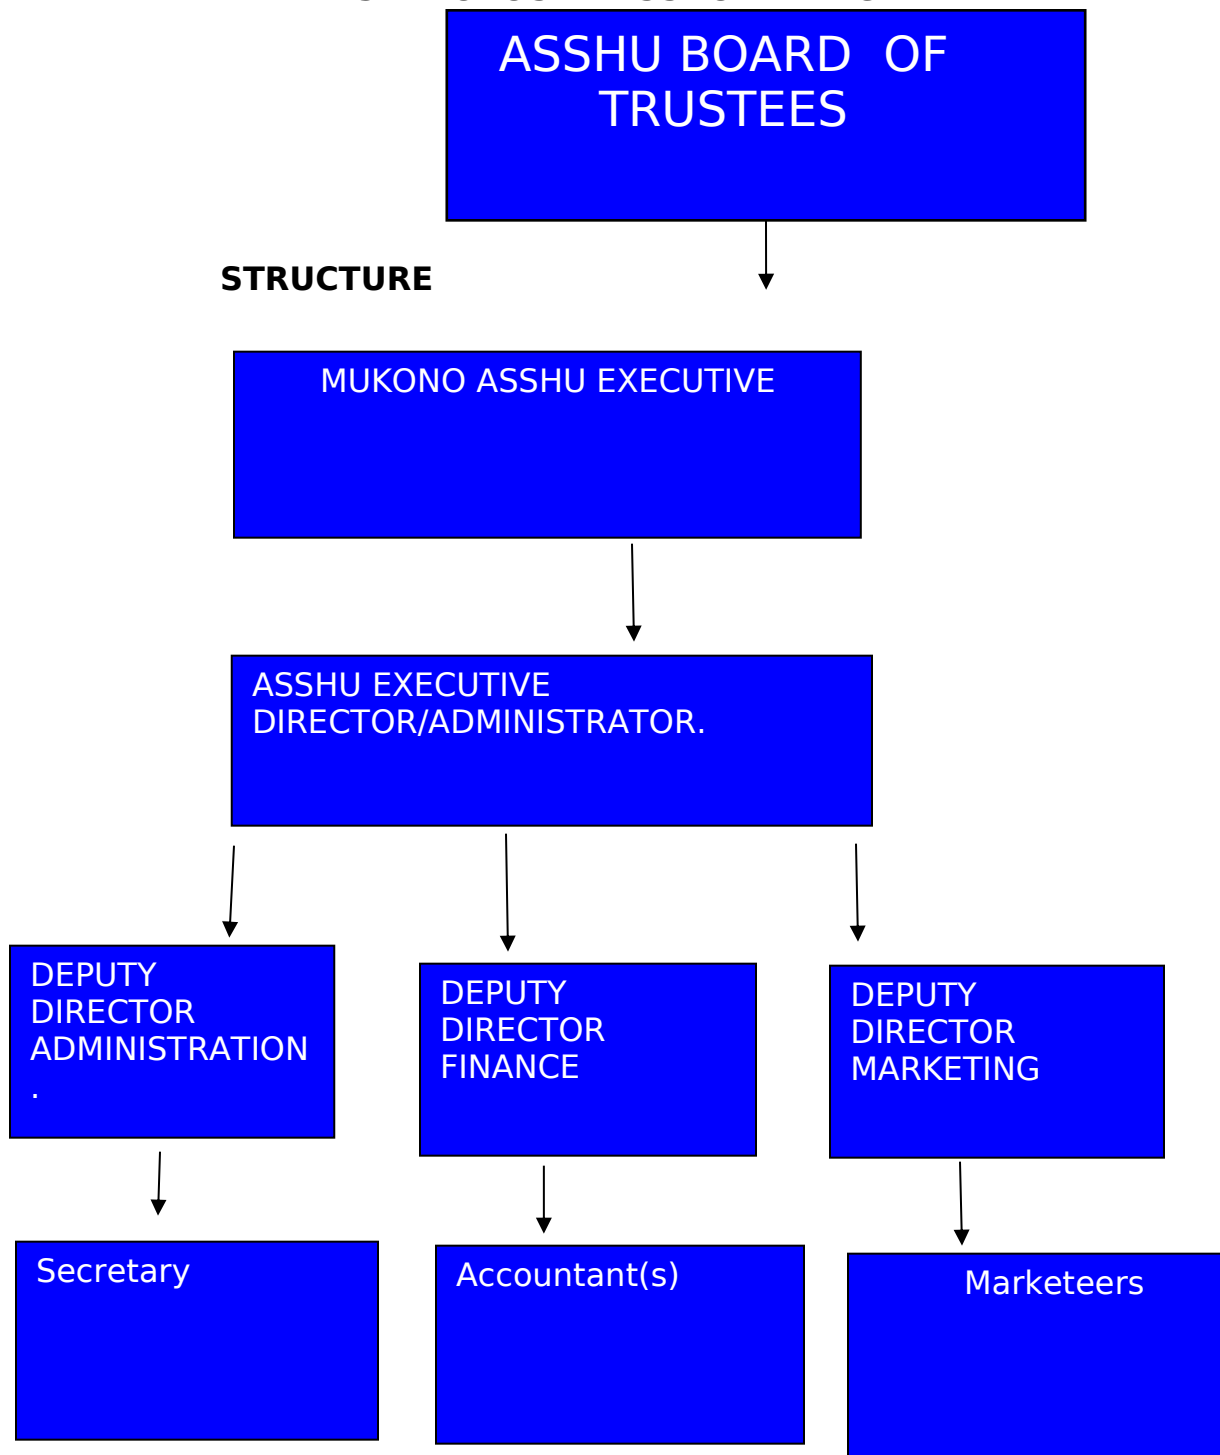 ASSHU BOARD OF
TRUSTEES
STRUCTURE
MUKONO ASSHU EXECUTIVE
ASSHU EXECUTIVE
DIRECTOR/ADMINISTRATOR.
DEPUTY
DIRECTOR
ADMINISTRATION
.
DEPUTY
DIRECTOR
FINANCE
DEPUTY
DIRECTOR
MARKETING
Secretary
Accountant(s)
Marketeers